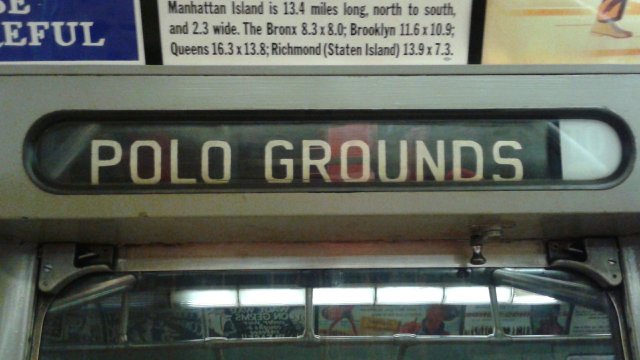 EFUL
Manhattan Island is 13.4 miles long, north to south,
and 2.3 wide. The Bronx 8.3 x 8.0; Brooklyn 11.6 x 10.9;
Queens 16.3 x 13.8; Richmond (Staten Island) 13.9 x 7.3.
POLO GROUNDS